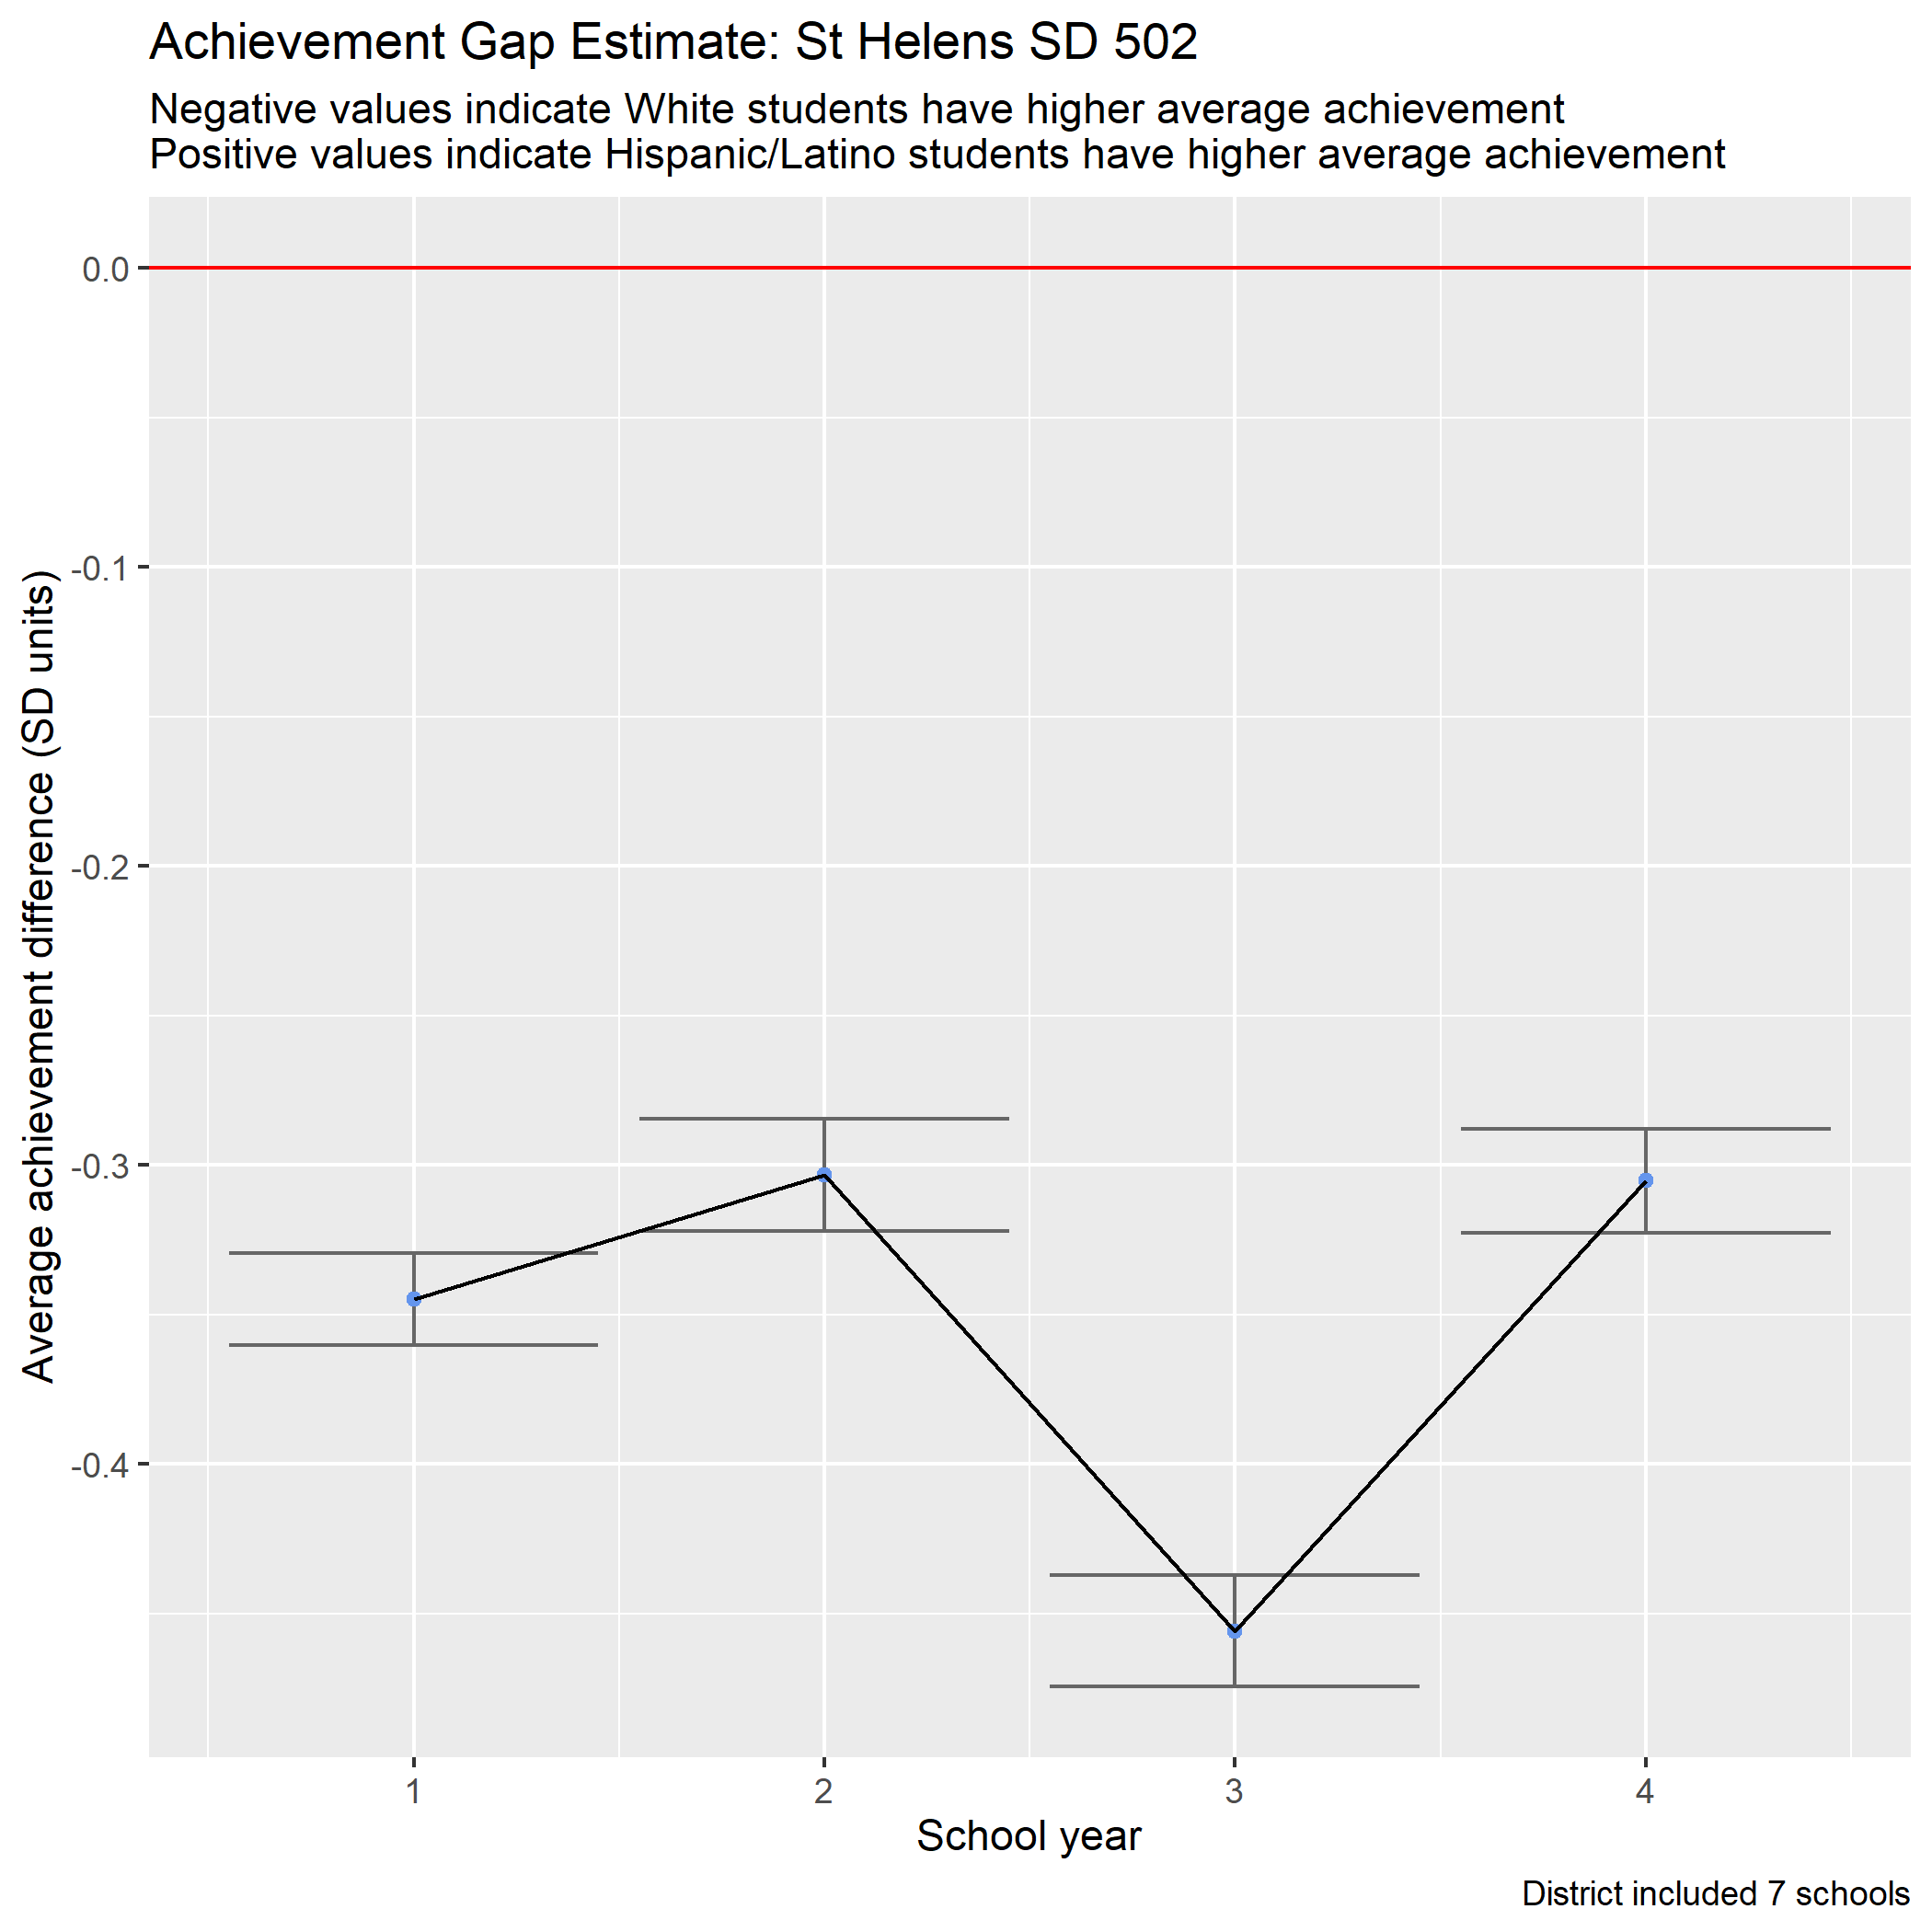 Achievement Gap Estimate: St Helens SD 502
Negative values indicate White students have higher average achievement
Positive values indicate Hispanic/Latino students have higher average achievement
Average achievement difference (SD units)
0.0
-0.1
-0.2
-0.3
-0.4
1
2
3
4
School year
District included 7 schools